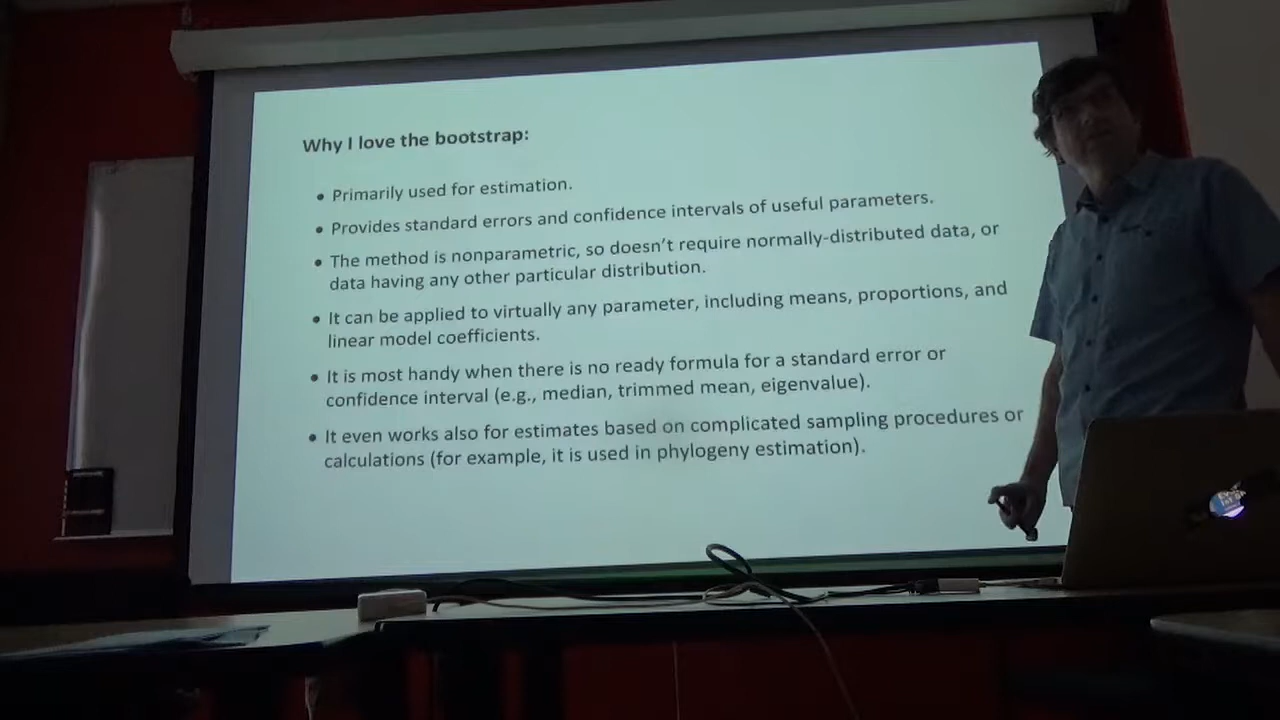 Why I love the bootstrap:
• Primarily used for estimation.
• Provides standard errors and confidence intervals of useful parameters.
• The method is nonparametric, so doesn't require normally-distributed data, or
data having any other particular distribution.
• It can be applied to virtually any parameter, including means, proportions, and
linear model coefficients.
• It is most handy when there is no ready formula for a standard error or
confidence interval (e.g., median, trimmed mean, eigenvalue).
• It even works also for estimates based on complicated sampling procedures or
calculations (for example, it is used in phylogeny estimation).